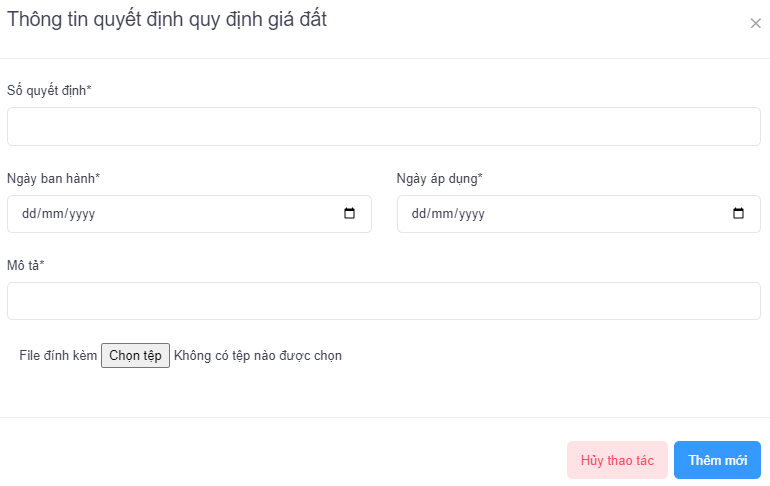 Thông tin quyết định quy định giá đất
Số quyết định*
Ngày ban hành* Ngày áp dụng*
dd/mm/yyyy dd/mm/yyyy
Mô tả*
File đính kèm Chọn tệp Không có tệp nào được chọn
Hủy thao tác Thêm mới